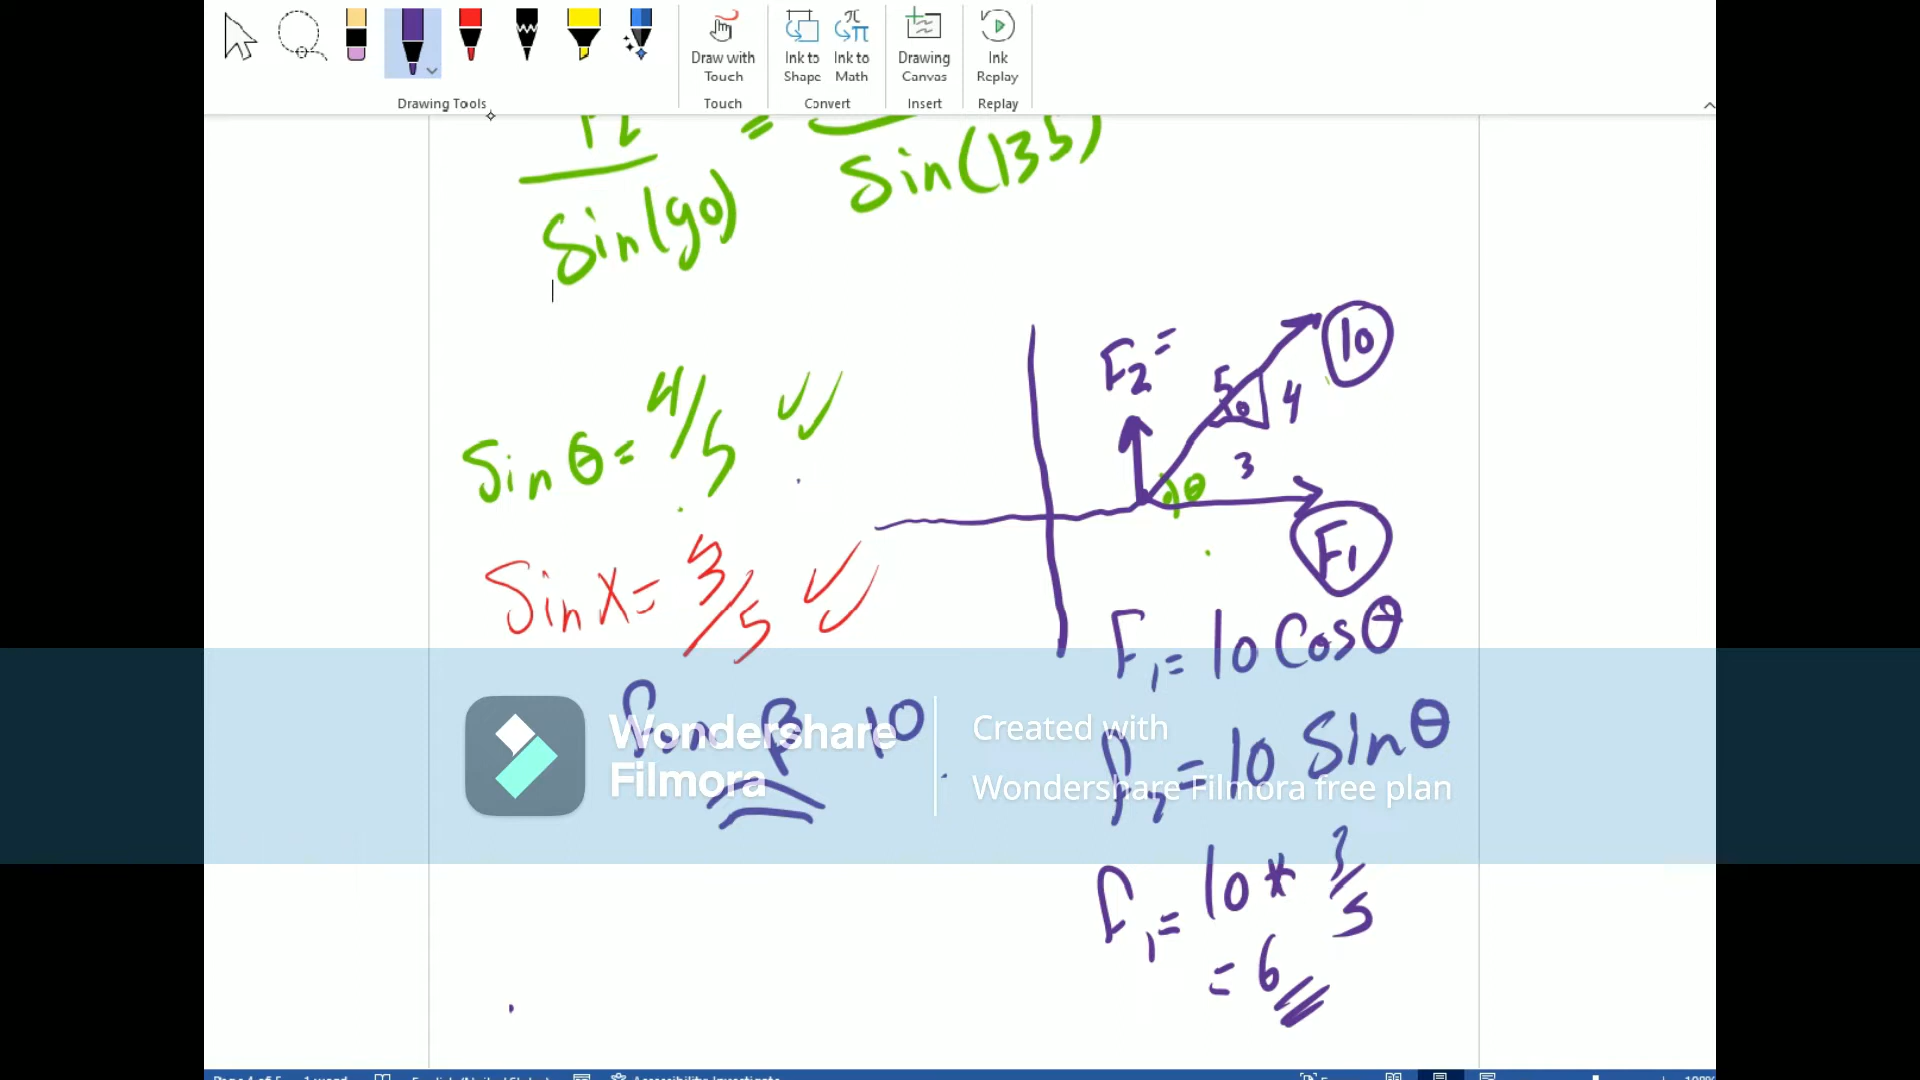 Draw with Touch
Ink to Shape
Ink to Math
Drawing Canvas
Ink Replay
Drawing Tools
Touch
Convert
Insert
Replay
F2
=
sin(90)
sin(135)
F2 =
10
5
4
θ
3
θ
F1
Sin θ = 4/5
Sin X = 3/5
F1 = 10 Cos θ
β 10
F2 = 10 Sin θ
Wondershare
Filmora
Created with
Wondershare Filmora free plan
F1 = 10 * 3/5
= 6